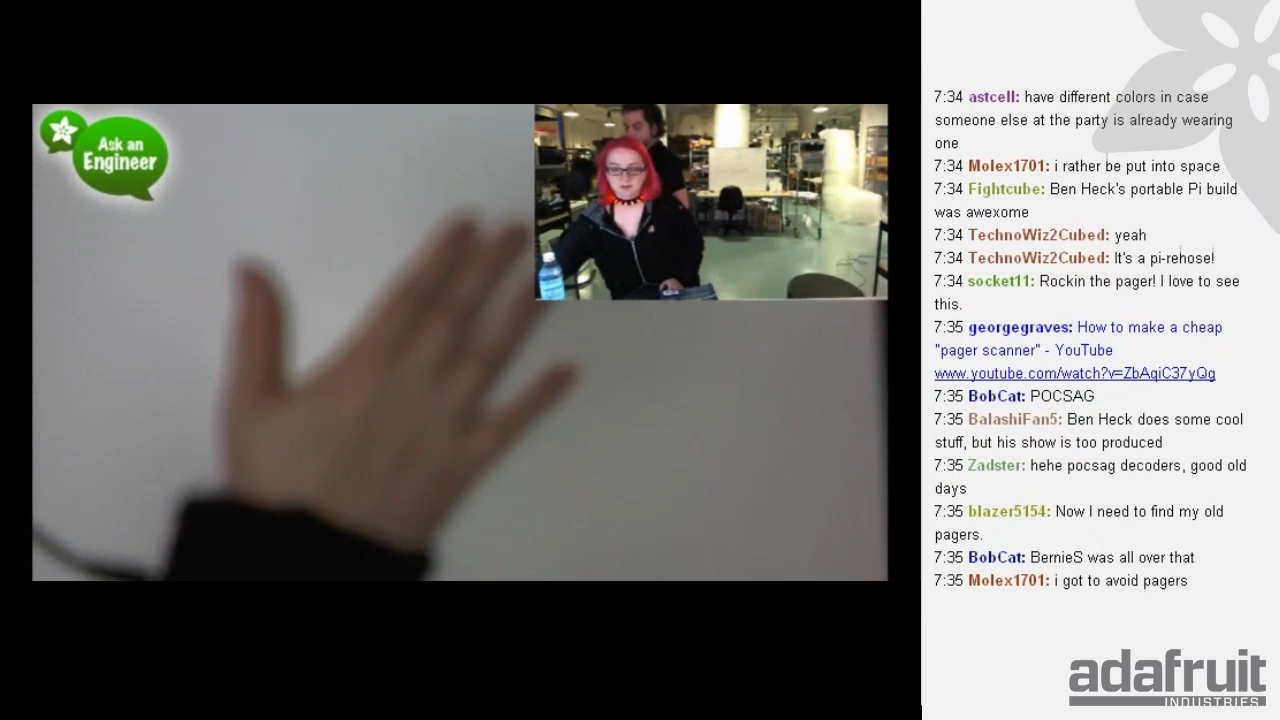 Ask an
Engineer
7:34 astcell: have different colors in case
someone else at the party is already wearing
one
7:34 Molex1701: i rather be put into space
7:34 Fightcube: Ben Heck's portable Pi build
was awexome
7:34 TechnoWiz2Cubed: yeah
7:34 TechnoWiz2Cubed: It's a pi-rehose!
7:34 socket11: Rockin the pager! I love to see
this.
7:35 georgegraves: How to make a cheap
"pager scanner" - YouTube
www.youtube.com/watch?v=ZbAqiC37yQg
7:35 BobCat: POCSAG
7:35 BalashiFan5: Ben Heck does some cool
stuff, but his show is too produced
7:35 Zadster: hehe pocsag decoders, good old
days
7:35 blazer5154: Now I need to find my old
pagers.
7:35 BobCat: BernieS was all over that
7:35 Molex1701: i got to avoid pagers
adafruit
INDUSTRIES